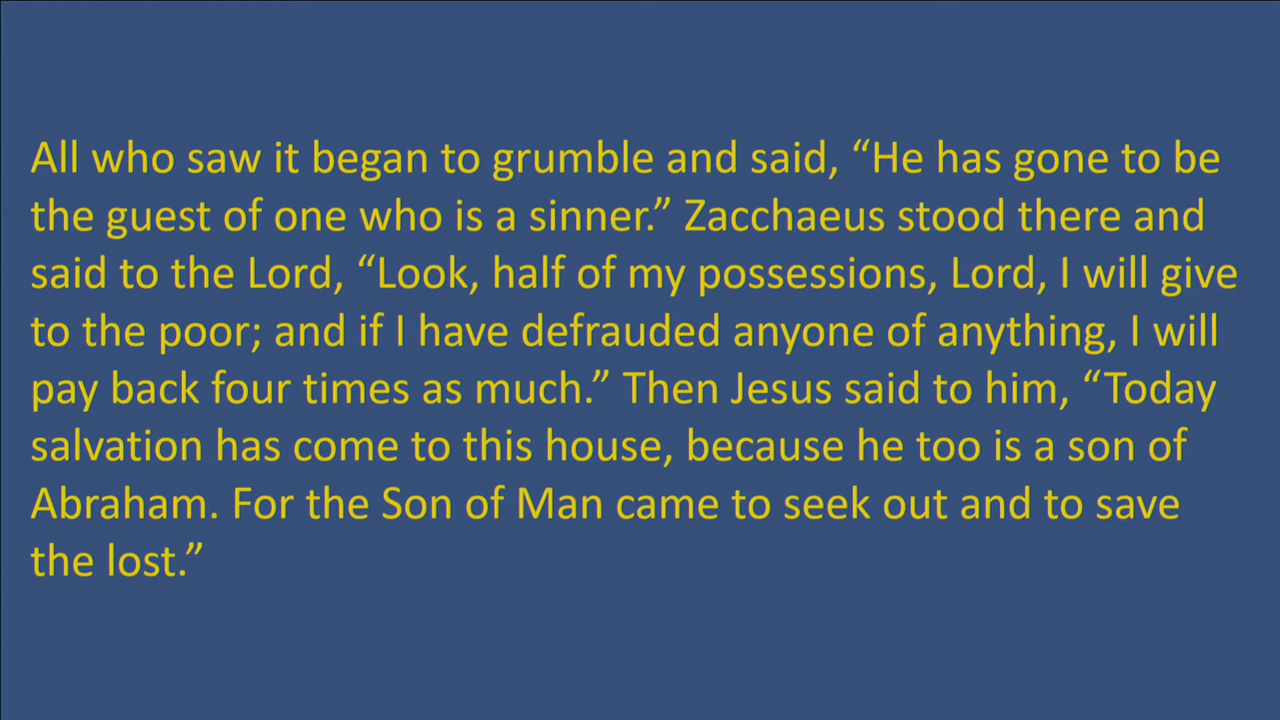 All who saw it began to grumble and said, “He has gone to be
the guest of one who is a sinner.” Zacchaeus stood there and
said to the Lord, “Look, half of my possessions, Lord, I will give
to the poor; and if I have defrauded anyone of anything, I will
pay back four times as much.” Then Jesus said to him, “Today
salvation has come to this house, because he too is a son of
Abraham. For the Son of Man came to seek out and to save
the lost.”